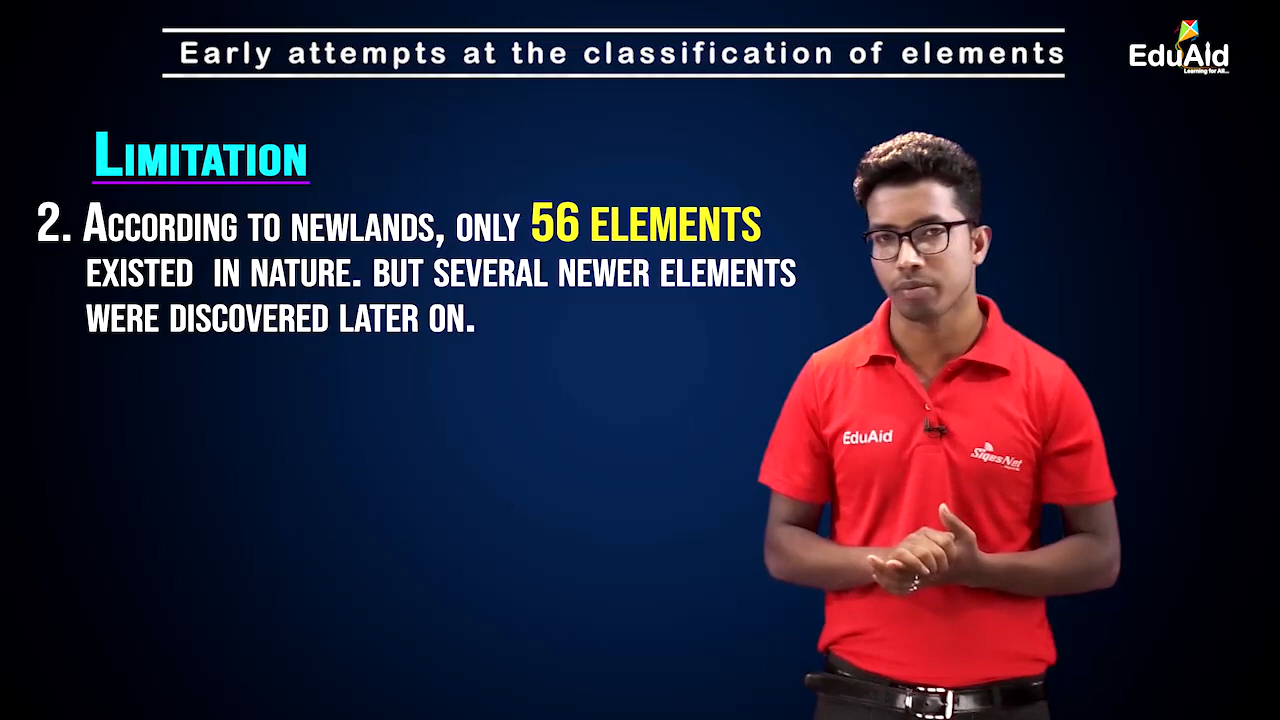 Early attempts at the classification of elements
EduAid
Learning for All...
LIMITATION
2. ACCORDING TO NEWLANDS, ONLY 56 ELEMENTS
EXISTED IN NATURE. BUT SEVERAL NEWER ELEMENTS
WERE DISCOVERED LATER ON.
EduAid
SiqesNet